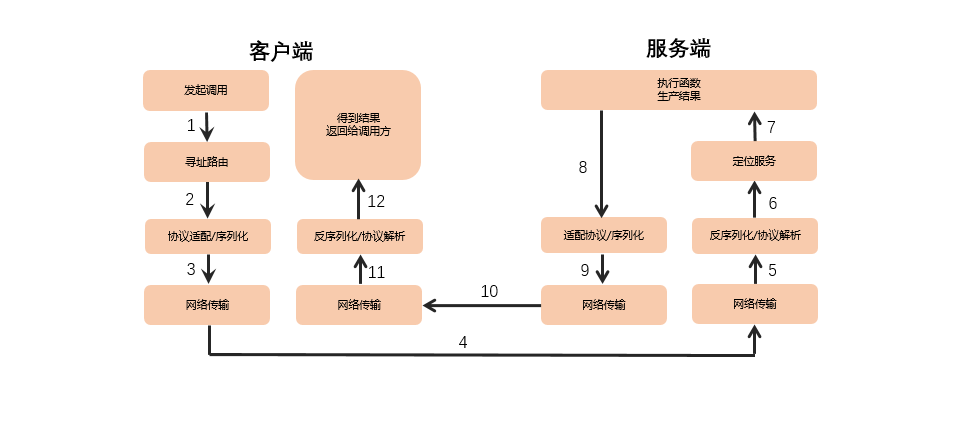 客户端
服务端
发起调用
得到结果
返回给调用方
执行函数
生产结果
1
7
寻址路由
定位服务
8
2
12
6
协议适配/序列化
反序列化/协议解析
适配协议/序列化
反序列化/协议解析
3
11
9
5
网络传输
网络传输
10
网络传输
网络传输
4